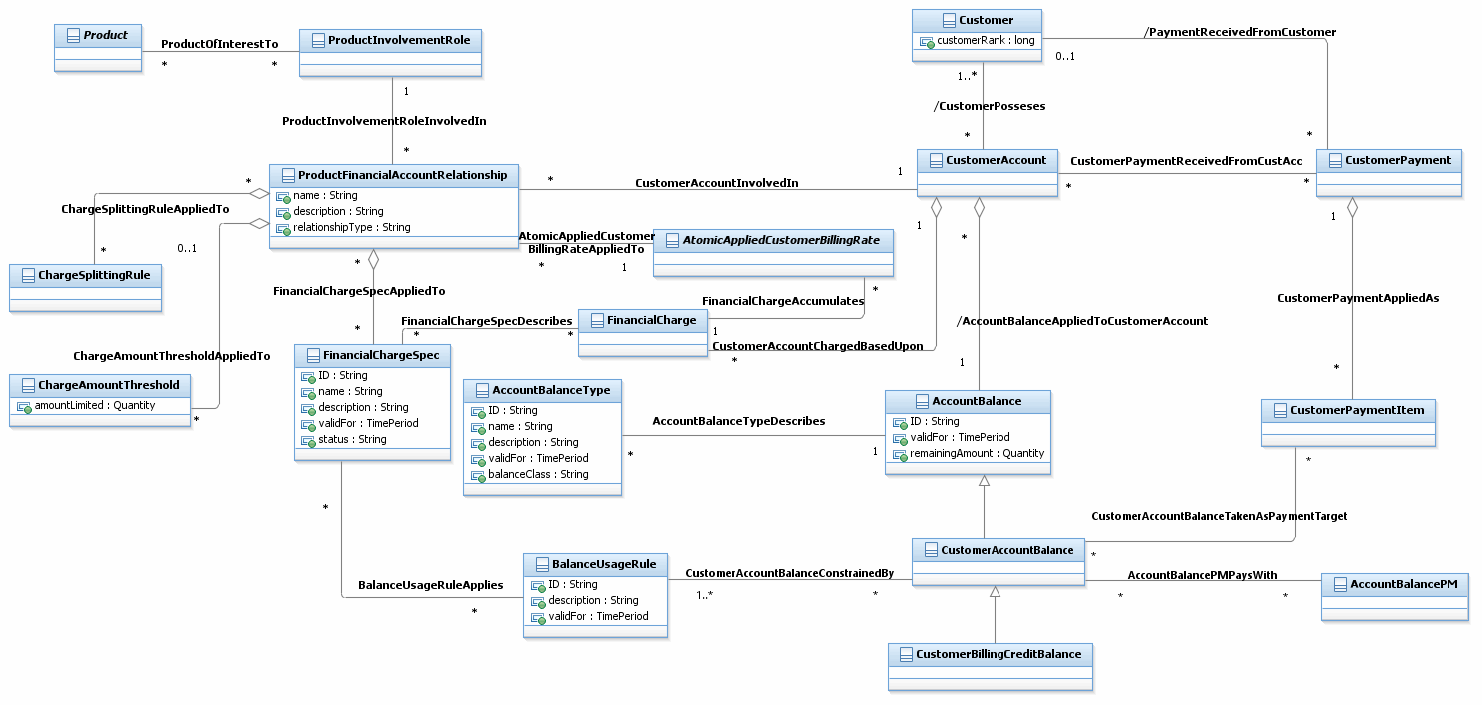 Product
ProductOfInterestTo
*
*
ProductInvolvementRole
1
ProductInvolvementRoleInvolvedIn
*
Customer
customerRank : long
/PaymentReceivedFromCustomer
0..1
1..*
/CustomerPosseses
*
*
ProductFinancialAccountRelationship
name : String
description : String
relationshipType : String
*
CustomerAccountInvolvedIn
1
CustomerAccount
CustomerPaymentReceivedFromCustAcc
*
*
CustomerPayment
*
ChargeSplittingRuleAppliedTo
*
0..1
ChargeSplittingRule
AtomicAppliedCustomer
BillingRateAppliedTo
*
1
AtomicAppliedCustomerBillingRate
*
1
*
1
*
FinancialChargeSpecAppliedTo
*
FinancialChargeAccumulates
1
FinancialChargeSpecDescribes
*
*
FinancialCharge
CustomerAccountChargedBasedUpon
*
/AccountBalanceAppliedToCustomerAccount
1
CustomerPaymentAppliedAs
*
ChargeAmountThresholdAppliedTo
ChargeAmountThreshold
amountLimited : Quantity
*
FinancialChargeSpec
ID : String
name : String
description : String
validFor : TimePeriod
status : String
*
AccountBalanceType
ID : String
name : String
description : String
validFor : TimePeriod
balanceClass : String
AccountBalanceTypeDescribes
*
1
AccountBalance
ID : String
validFor : TimePeriod
remainingAmount : Quantity
CustomerPaymentItem
*
CustomerAccountBalanceTakenAsPaymentTarget
*
BalanceUsageRuleApplies
*
BalanceUsageRule
ID : String
description : String
validFor : TimePeriod
CustomerAccountBalanceConstrainedBy
1..*
*
CustomerAccountBalance
AccountBalancePMPaysWith
*
*
AccountBalancePM
CustomerBillingCreditBalance